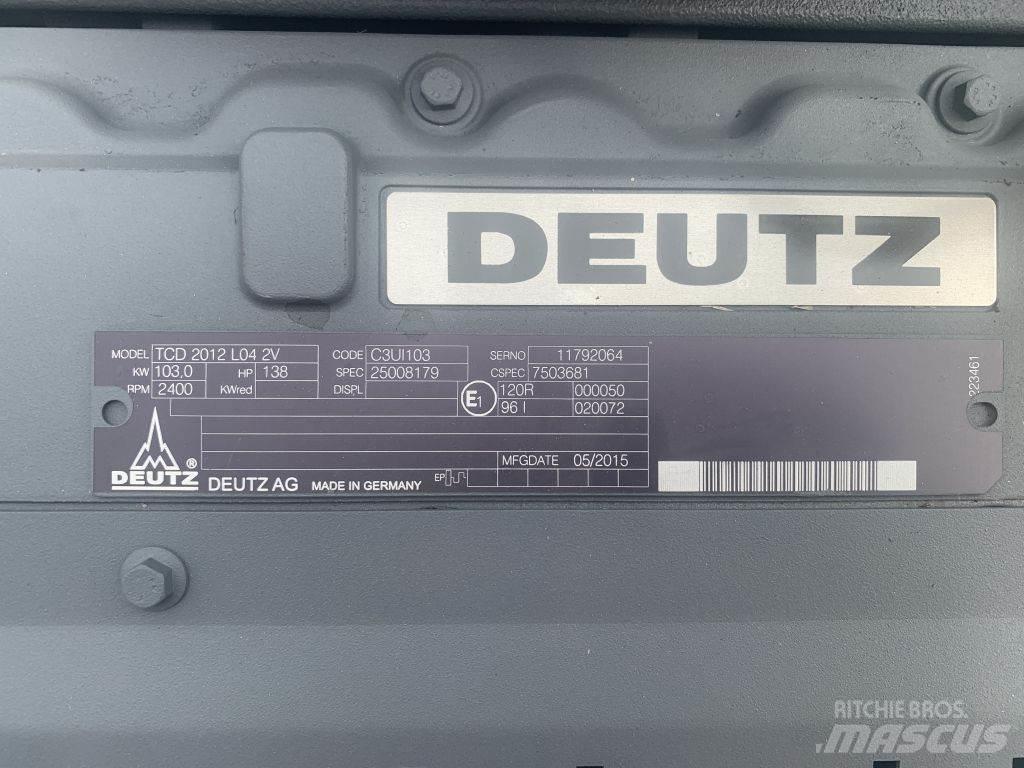 DEUTZ
MODEL TCD 2012 L04 2V CODE C3UI103 SERNO 11792064
KW 103,0 HP 138 SPEC 25008179 CSPEC 7503681
RPM 2400 KWred DISPL E1 120R 000050
96 I 020072
MFGDATE 05/2015
DEUTZ ® DEUTZ AG MADE IN GERMANY EP
RITCHIE BROS.
MASCUS